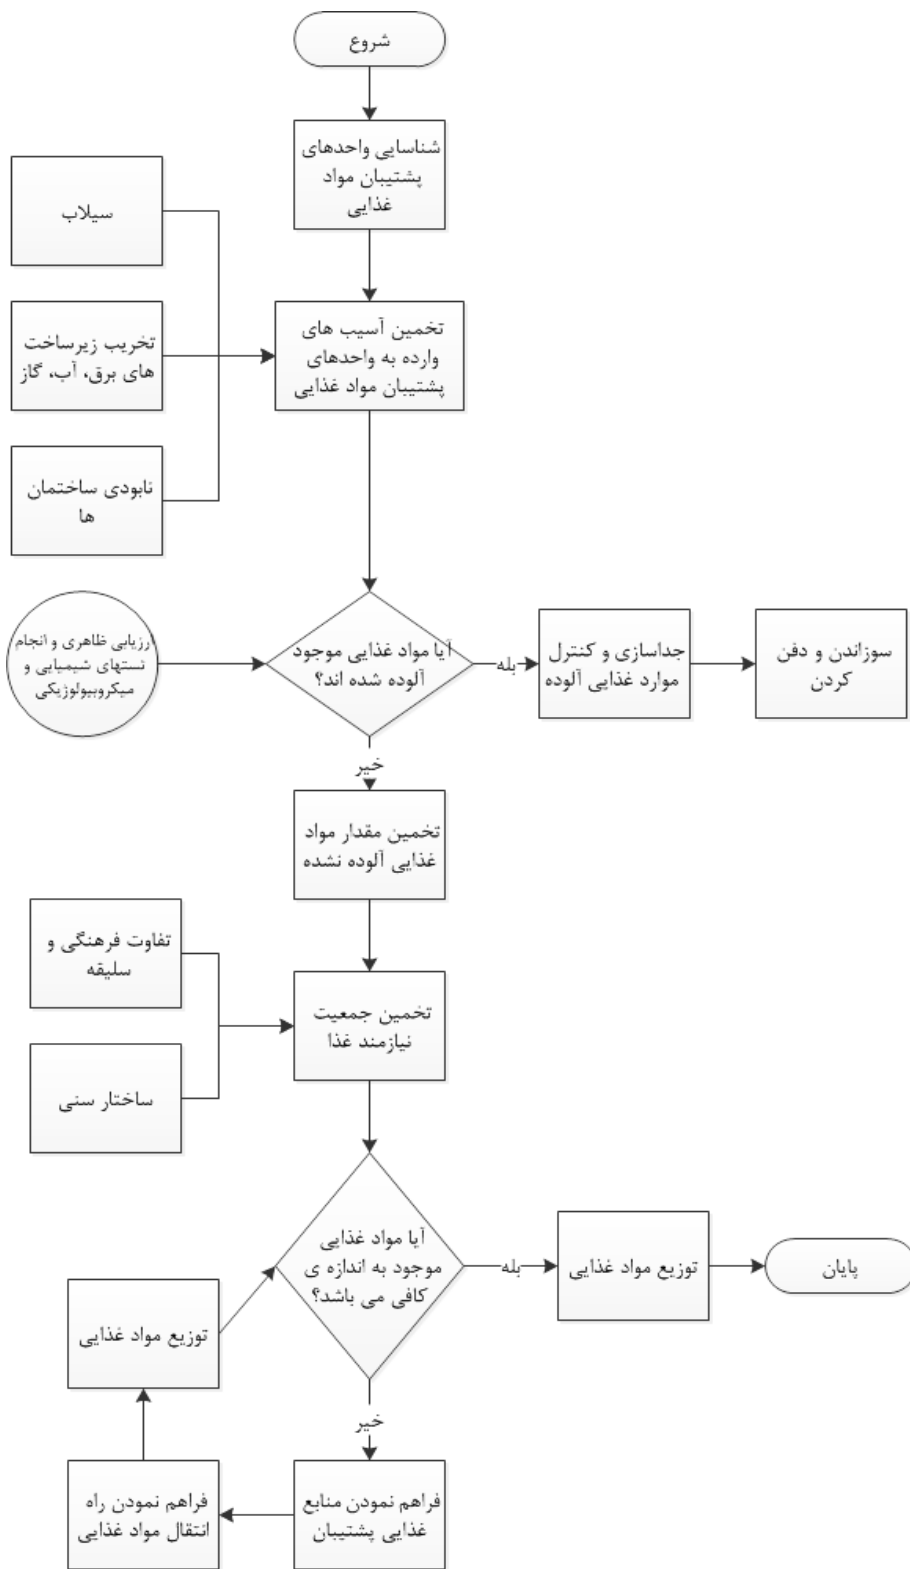 شروع
شناسایی واحدهای
پشتیبان مواد
غذایی
سیلاب
تخریب زیرساخت
های برق، آب، گاز
نابودی ساختمان
ها
تخمین آسیب های
وارده به واحدهای
پشتیبان مواد غذایی
ارزیابی ظاهری و انجام
تستهای شیمیایی و
میکروبیولوژیکی
آیا مواد غذایی موجود
آلوده شده اند؟
بله
جداسازی و کنترل
موارد غذایی آلوده
سوزاندن و دفن
کردن
خیر
تخمین مقدار مواد
غذایی آلوده نشده
تفاوت فرهنگی و
سلیقه
ساختار سنی
تخمین جمعیت
نیازمند غذا
آیا مواد غذایی
موجود به اندازه ی
کافی می باشد؟
بله
توزیع مواد غذایی
پایان
خیر
فراهم نمودن منابع
غذایی پشتیبان
فراهم نمودن راه
انتقال مواد غذایی
توزیع مواد غذایی